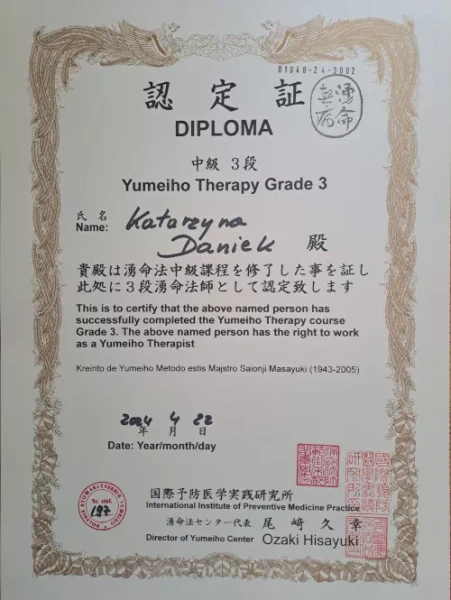 01048-24-3002
認定証
DIPLOMA
中級 3段
Yumeiho Therapy Grade 3
氏名
Name: Katarzyna
Daniek 殿
貴殿は湧命法中級課程を修了した事を証し
此処に3段湧命法師として認定致します
This is to certify that the above named person has
successfully completed the Yumeiho Therapy course
Grade 3. The above named person has the right to work
as a Yumeiho Therapist
Kreinto de Yumeiho Metodo estis Majstro Saionji Masayuki (1943-2005)
2024 4 22
年 月 日
Date: Year/month/day
Nr ewid.
197
国際予防医学実践研究所
International Institute of Preventive Medicine Practice
湧命法センター代表 尾﨑久幸
Director of Yumeiho Center Ozaki Hisayuki